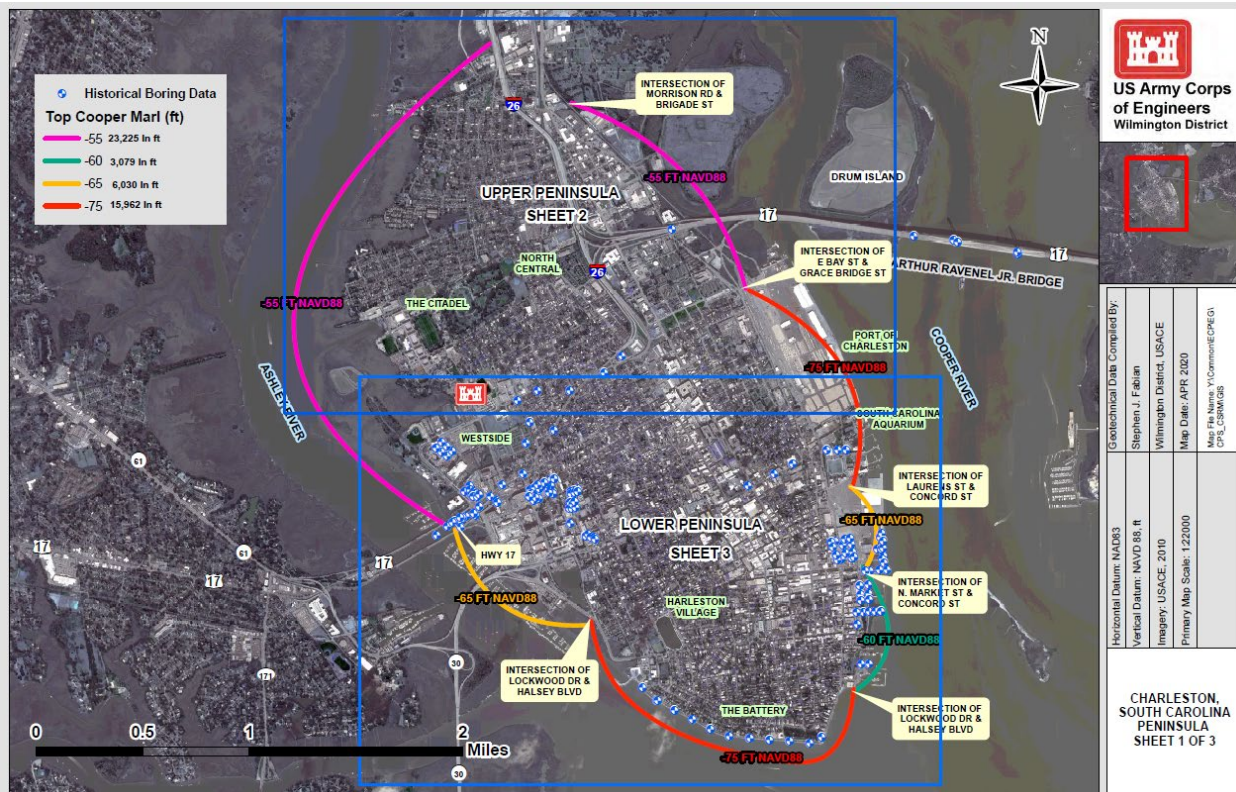 Historical Boring Data
Top Cooper Marl (ft)
-55 23,225 ln ft
-60 3,079 ln ft
-65 6,030 ln ft
-75 15,962 ln ft
26
INTERSECTION OF
MORRISON RD &
BRIGADE ST
N
-55 FT NAVD88
DRUM ISLAND
UPPER PENINSULA
SHEET 2
17
NORTH
CENTRAL
26
INTERSECTION OF
E BAY ST &
GRACE BRIDGE ST
17
ARTHUR RAVENEL JR. BRIDGE
-55 FT NAVD88
THE CITADEL
PORT OF
CHARLESTON
-75 FT NAVD88
COOPER RIVER
ASHLEY RIVER
SOUTH CAROLINA
AQUARIUM
WESTSIDE
61
INTERSECTION OF
LAURENS ST &
CONCORD ST
-65 FT NAVD88
LOWER PENINSULA
SHEET 3
17
61
17
17
HWY 17
-65 FT NAVD88
INTERSECTION OF
N. MARKET ST &
CONCORD ST
HARLESTON
VILLAGE
-60 FT NAVD88
30
171
INTERSECTION OF
LOCKWOOD DR &
HALSEY BLVD
THE BATTERY
INTERSECTION OF
LOCKWOOD DR &
HALSEY BLVD
-75 FT NAVD88
0 0.5 1 2
Miles
30
US Army Corps
of Engineers
Wilmington District
Geotechnical Data Compiled By:
Stephen J. Fabian
Wilmington District, USACE
Map Date: APR 2020
Map File Name: Y:\Common\ECP\EG\
CPS_CSRM\GIS
Horizontal Datum: NAD83
Vertical Datum: NAVD 88, ft
Imagery: USACE, 2010
Primary Map Scale: 1:22000
CHARLESTON,
SOUTH CAROLINA
PENINSULA
SHEET 1 OF 3